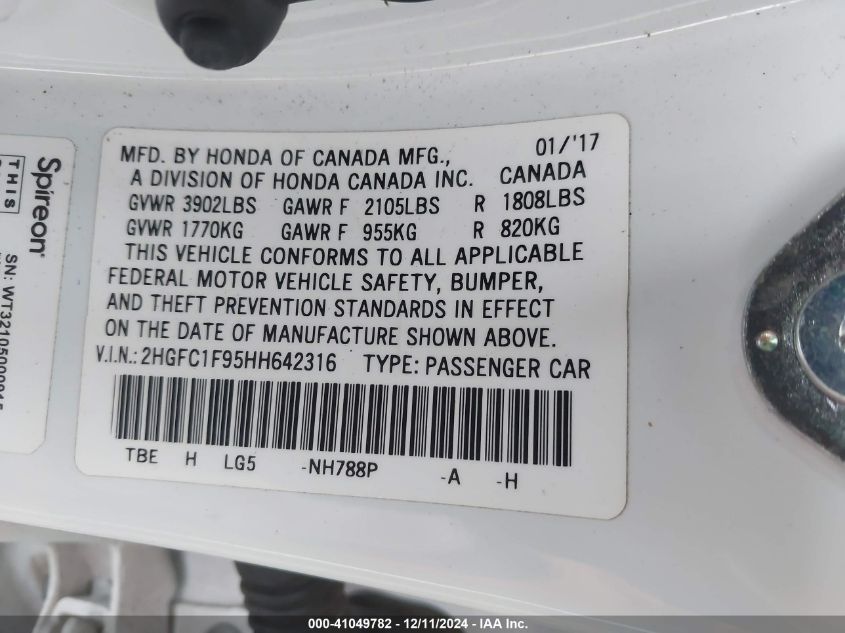 MFD. BY HONDA OF CANADA MFG., 01/'17
A DIVISION OF HONDA CANADA INC. CANADA
GVWR 3902LBS GAWR F 2105LBS R 1808LBS
GVWR 1770KG GAWR F 955KG R 820KG
THIS VEHICLE CONFORMS TO ALL APPLICABLE
FEDERAL MOTOR VEHICLE SAFETY, BUMPER,
AND THEFT PREVENTION STANDARDS IN EFFECT
ON THE DATE OF MANUFACTURE SHOWN ABOVE.
V.I.N.: 2HGFC1F95HH642316 TYPE: PASSENGER CAR
TBE H LG5 -NH788P -A -H
Spireon
THIS
SN:
000-41049782 - 12/11/2024 - IAA Inc.